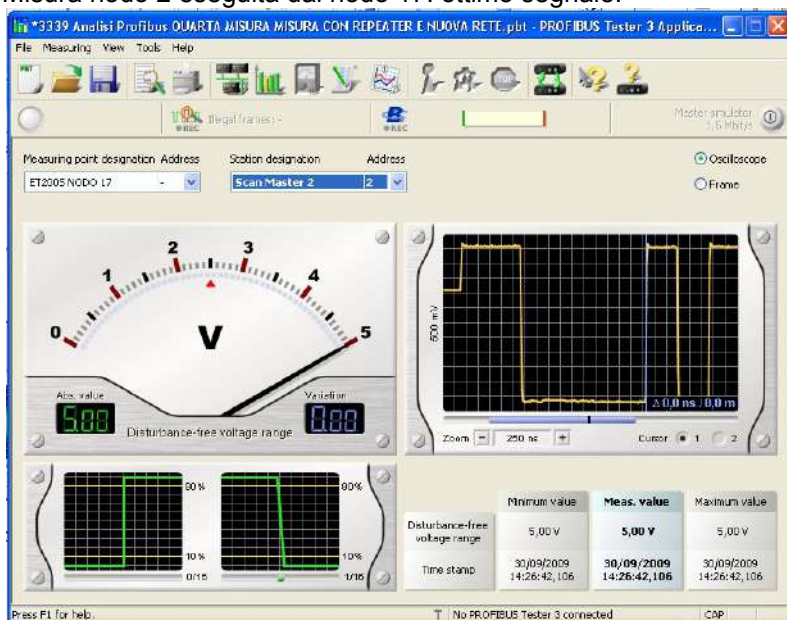 Misura nodo 2 eseguita dal nodo 17: ottimo segnale.
*3339 Analisi Profibus QUARTA MISURA MISURA CON REPEATER E NUOVA RETE.pbt - PROFIBUS Tester 3 Applica...
File Measuring View Tools Help
REC Illegal frames: - REC Master simulator
1,5 Mbit/s
Measuring point designation Address Station designation Address Oscilloscope
ET200S NODO 17 - Scan Master 2 2 Frame
0 1 2 3 4 5
V
500 mV
Abs. value Variation
5.00 0.00
Disturbance-free voltage range
Δ 0,0 ns / 0,0 m
Zoom - 250 ns + Cursor 1 2
90% 90%
10% 10%
0/16 1/16
Minimum value Meas. value Maximum value
Disturbance-free voltage range 5,00 V 5,00 V 5,00 V
Time stamp 30/09/2009 14:26:42,106 30/09/2009 14:26:42,106 30/09/2009 14:26:42,106
Press F1 for help. No PROFIBUS Tester 3 connected CAP